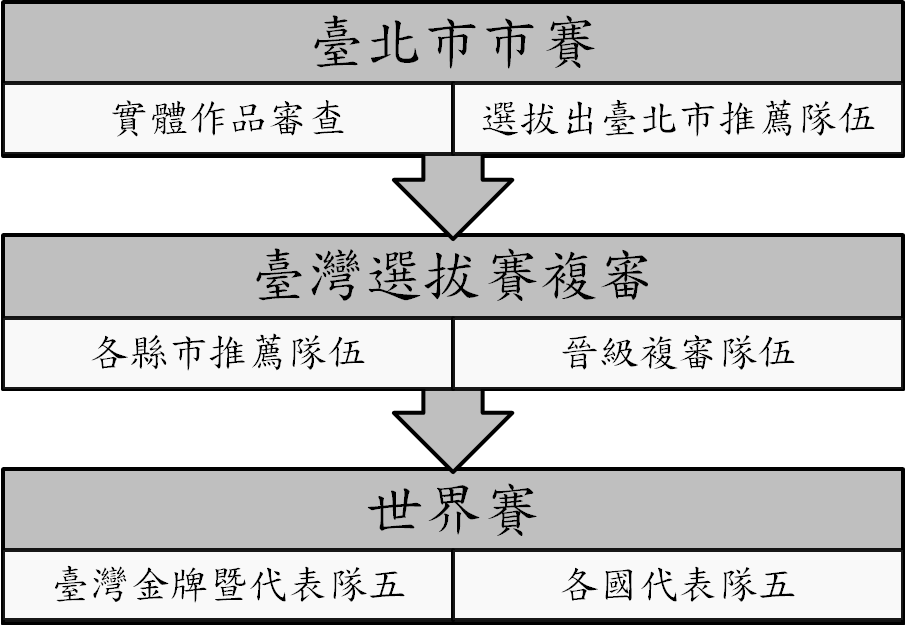 臺北市市賽
實體作品審查
選拔出臺北市推薦隊伍
臺灣選拔賽複審
各縣市推薦隊伍
晉級複審隊伍
世界賽
臺灣金牌暨代表隊五
各國代表隊五